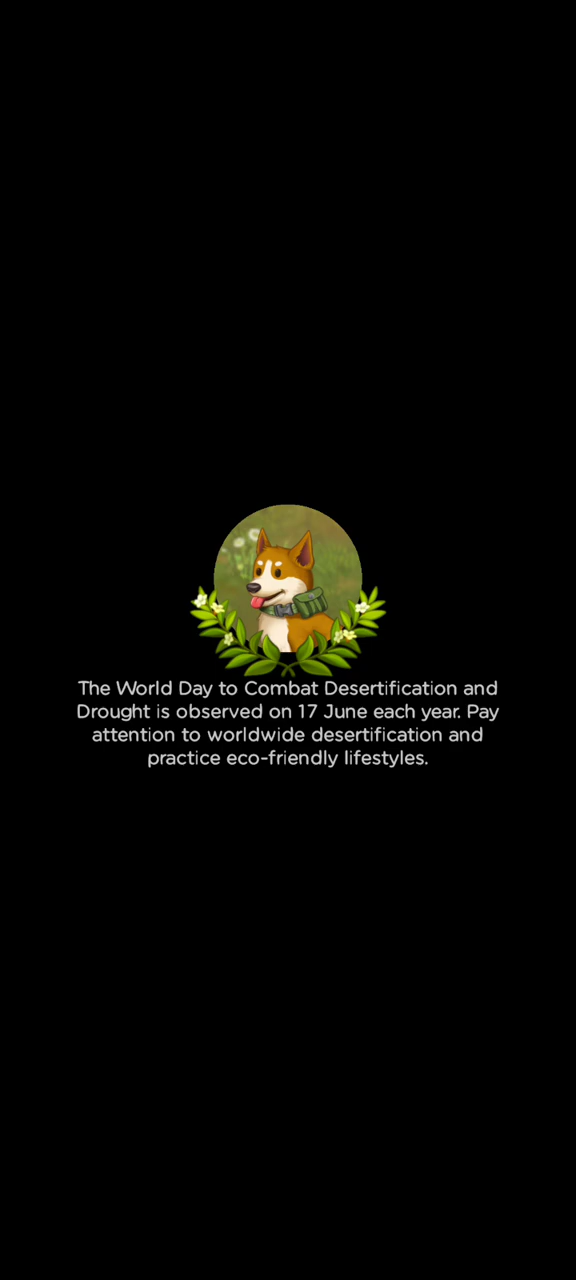 The World Day to Combat Desertification and
Drought is observed on 17 June each year. Pay
attention to worldwide desertification and
practice eco-friendly lifestyles.